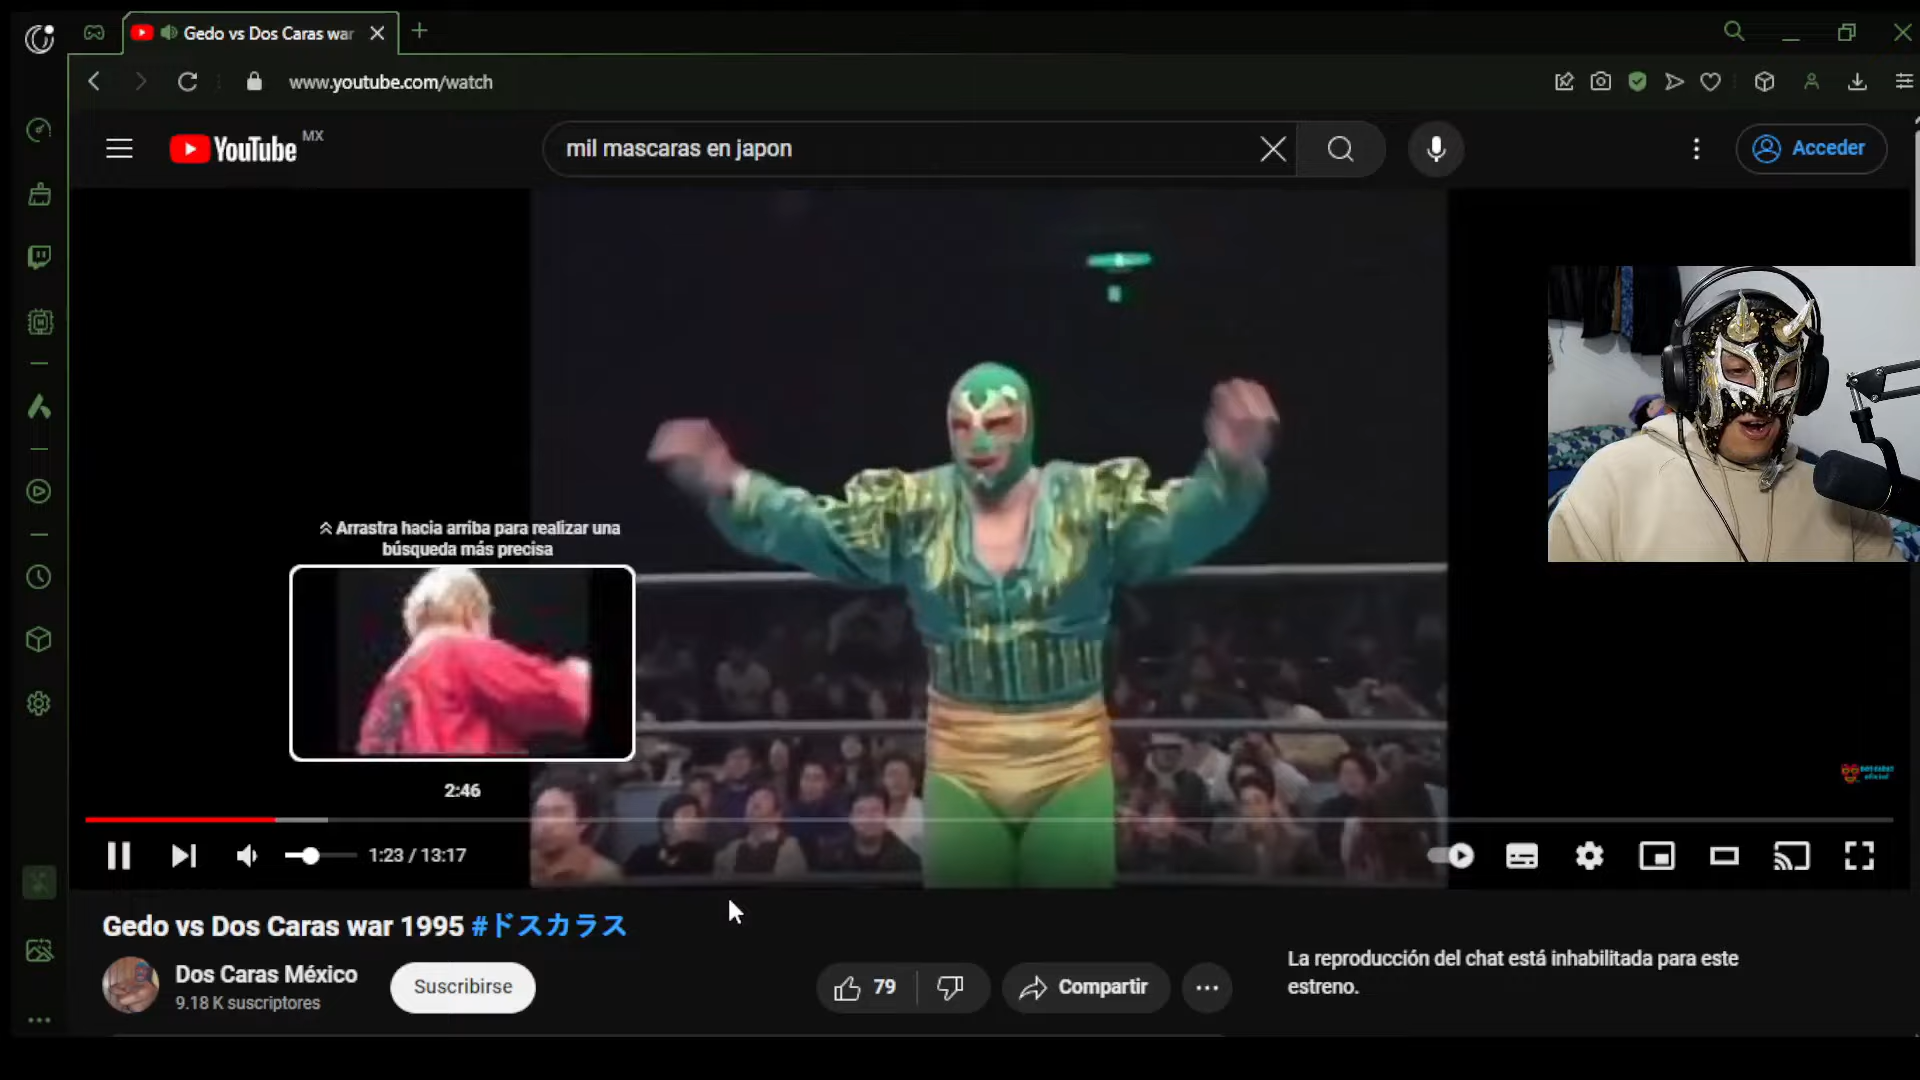 Gedo vs Dos Caras war
www.youtube.com/watch
YouTube MX
mil mascaras en japon
Acceder
Arrastra hacia arriba para realizar una
búsqueda más precisa
2:46
1:23 / 13:17
Gedo vs Dos Caras war 1995 #ドスカラス
Dos Caras México
9.18 K suscriptores
Suscribirse
79
Compartir
La reproducción del chat está inhabilitada para este
estreno.